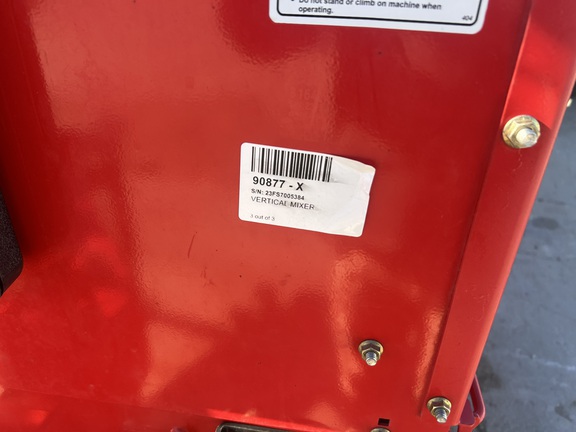 • Do not stand or climb on machine when
operating.
404
90877 - X
S/N: 23FS7005384
VERTICAL MIXER
1 out of 3